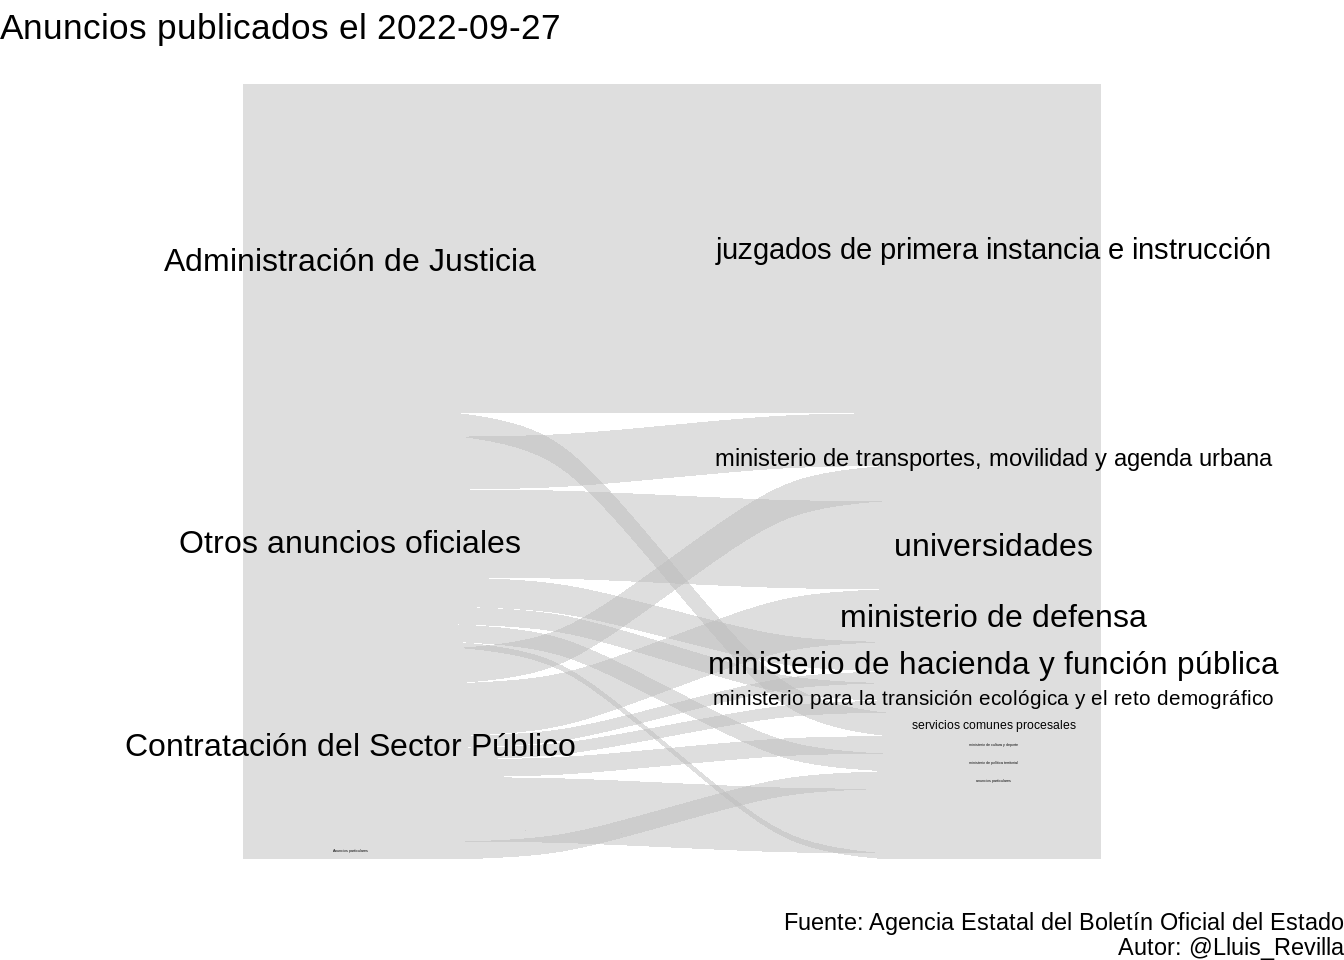 Anuncios publicados el 2022-09-27
Administración de Justicia
juzgados de primera instancia e instrucción
ministerio de transportes, movilidad y agenda urbana
Otros anuncios oficiales
universidades
ministerio de defensa
ministerio de hacienda y función pública
ministerio para la transición ecológica y el reto demográfico
servicios comunes procesales
Contratación del Sector Público
ministerio de cultura y deporte
ministerio de política territorial
anuncios particulares
Anuncios particulares
Fuente: Agencia Estatal del Boletín Oficial del Estado
Autor: @Lluis_Revilla